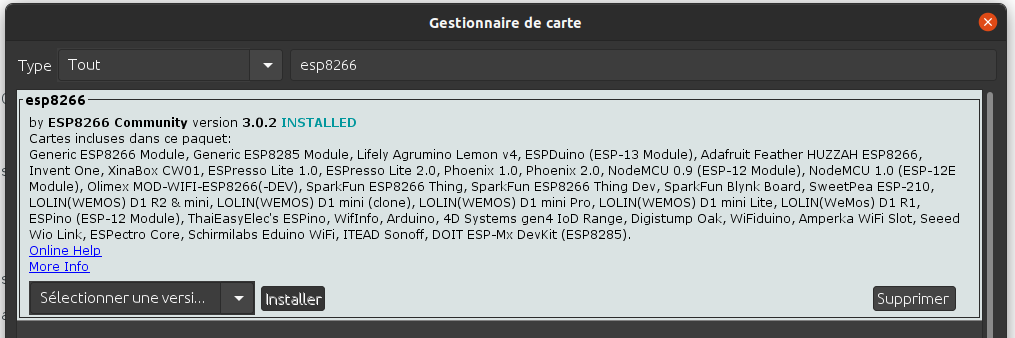 Gestionnaire de carte
Type Tout esp8266
esp8266
by ESP8266 Community version 3.0.2 INSTALLED
Cartes incluses dans ce paquet:
Generic ESP8266 Module, Generic ESP8285 Module, Lifely Agrumino Lemon v4, ESPDuino (ESP-13 Module), Adafruit Feather HUZZAH ESP8266,
Invent One, XinaBox CW01, ESPresso Lite 1.0, ESPresso Lite 2.0, Phoenix 1.0, Phoenix 2.0, NodeMCU 0.9 (ESP-12 Module), NodeMCU 1.0 (ESP-12E
Module), Olimex MOD-WIFI-ESP8266(-DEV), SparkFun ESP8266 Thing, SparkFun ESP8266 Thing Dev, SparkFun Blynk Board, SweetPea ESP-210,
LOLIN(WEMOS) D1 R2 & mini, LOLIN(WEMOS) D1 mini (clone), LOLIN(WEMOS) D1 mini Pro, LOLIN(WEMOS) D1 mini Lite, LOLIN(WeMos) D1 R1,
ESPino (ESP-12 Module), ThaiEasyElec's ESPino, WifInfo, Arduino, 4D Systems gen4 IoD Range, Digistump Oak, WiFiduino, Amperka WiFi Slot, Seeed
Wio Link, ESPectro Core, Schirmilabs Eduino WiFi, ITEAD Sonoff, DOIT ESP-Mx DevKit (ESP8285).
Online Help
More Info
Sélectionner une versi... Installer Supprimer